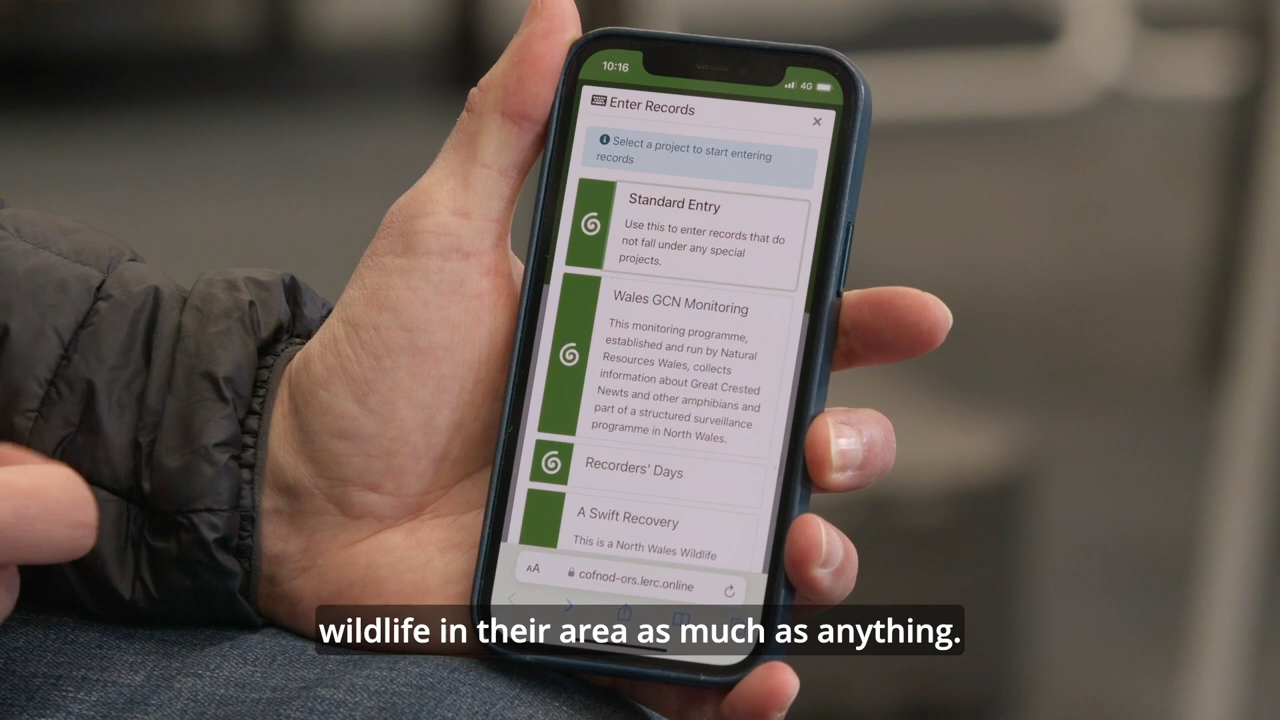 10:16
4G
Enter Records
×
Select a project to start entering
records
Standard Entry
Use this to enter records that do
not fall under any special
projects.
Wales GCN Monitoring
This monitoring programme,
established and run by Natural
Resources Wales, collects
information about Great Crested
Newts and other amphibians and
part of a structured surveillance
programme in North Wales.
Recorders' Days
A Swift Recovery
This is a North Wales Wildlife
AA
cofnod-ors.lerc.online
wildlife in their area as much as anything.